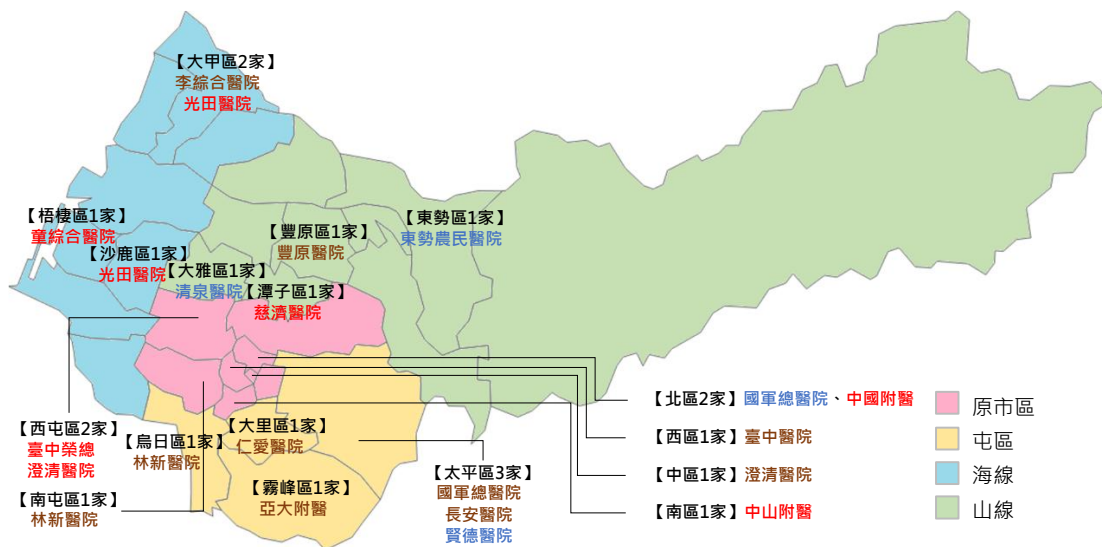 【大甲區2家】
李綜合醫院
光田醫院
【梧棲區1家】
童綜合醫院
【沙鹿區1家】
光田醫院
【大雅區1家】
清泉醫院
【豐原區1家】
豐原醫院
【潭子區1家】
慈濟醫院
【東勢區1家】
東勢農民醫院
【西屯區2家】
臺中榮總
澄清醫院
【南屯區1家】
林新醫院
【烏日區1家】
林新醫院
【大里區1家】
仁愛醫院
【霧峰區1家】
亞大附醫
【太平區3家】
國軍總醫院
長安醫院
賢德醫院
【北區2家】國軍總醫院、中國附醫
【西區1家】臺中醫院
【中區1家】澄清醫院
【南區1家】中山附醫
原市區
屯區
海線
山線